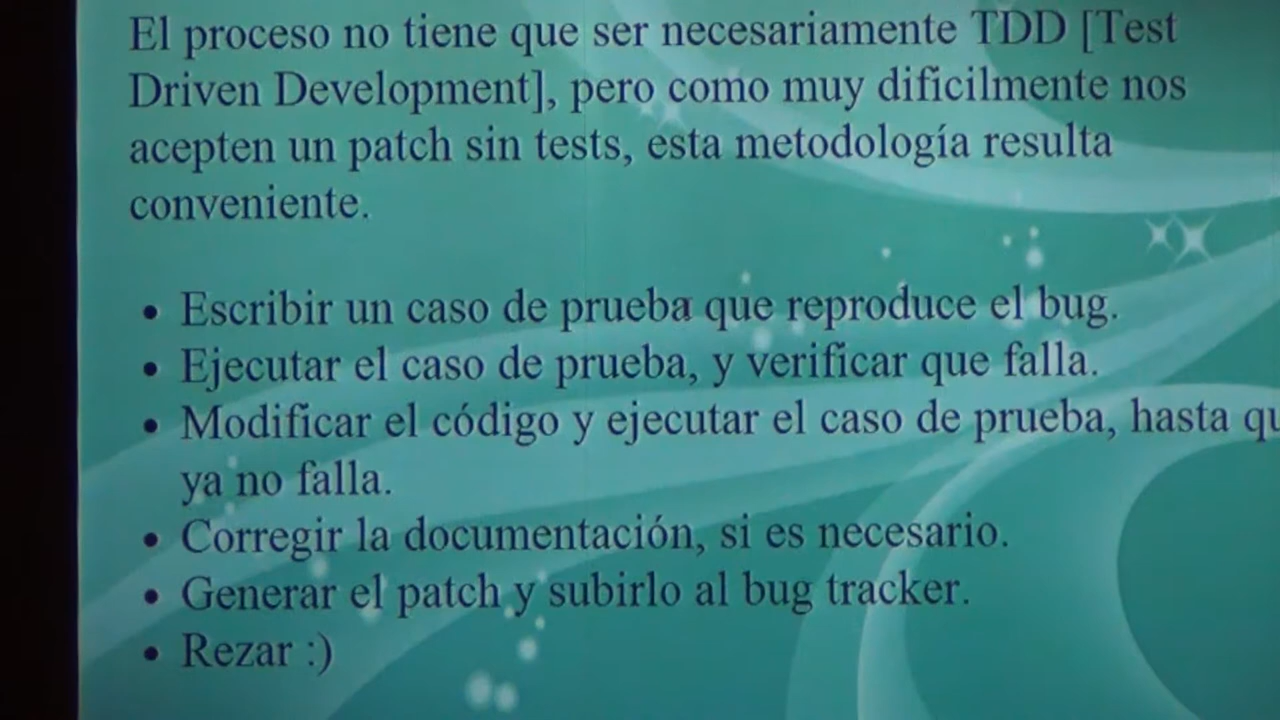 El proceso no tiene que ser necesariamente TDD [Test
Driven Development], pero como muy dificilmente nos
acepten un patch sin tests, esta metodología resulta
conveniente.
• Escribir un caso de prueba que reproduce el bug.
• Ejecutar el caso de prueba, y verificar que falla.
• Modificar el código y ejecutar el caso de prueba, hasta qu
ya no falla.
• Corregir la documentación, si es necesario.
• Generar el patch y subirlo al bug tracker.
• Rezar :)